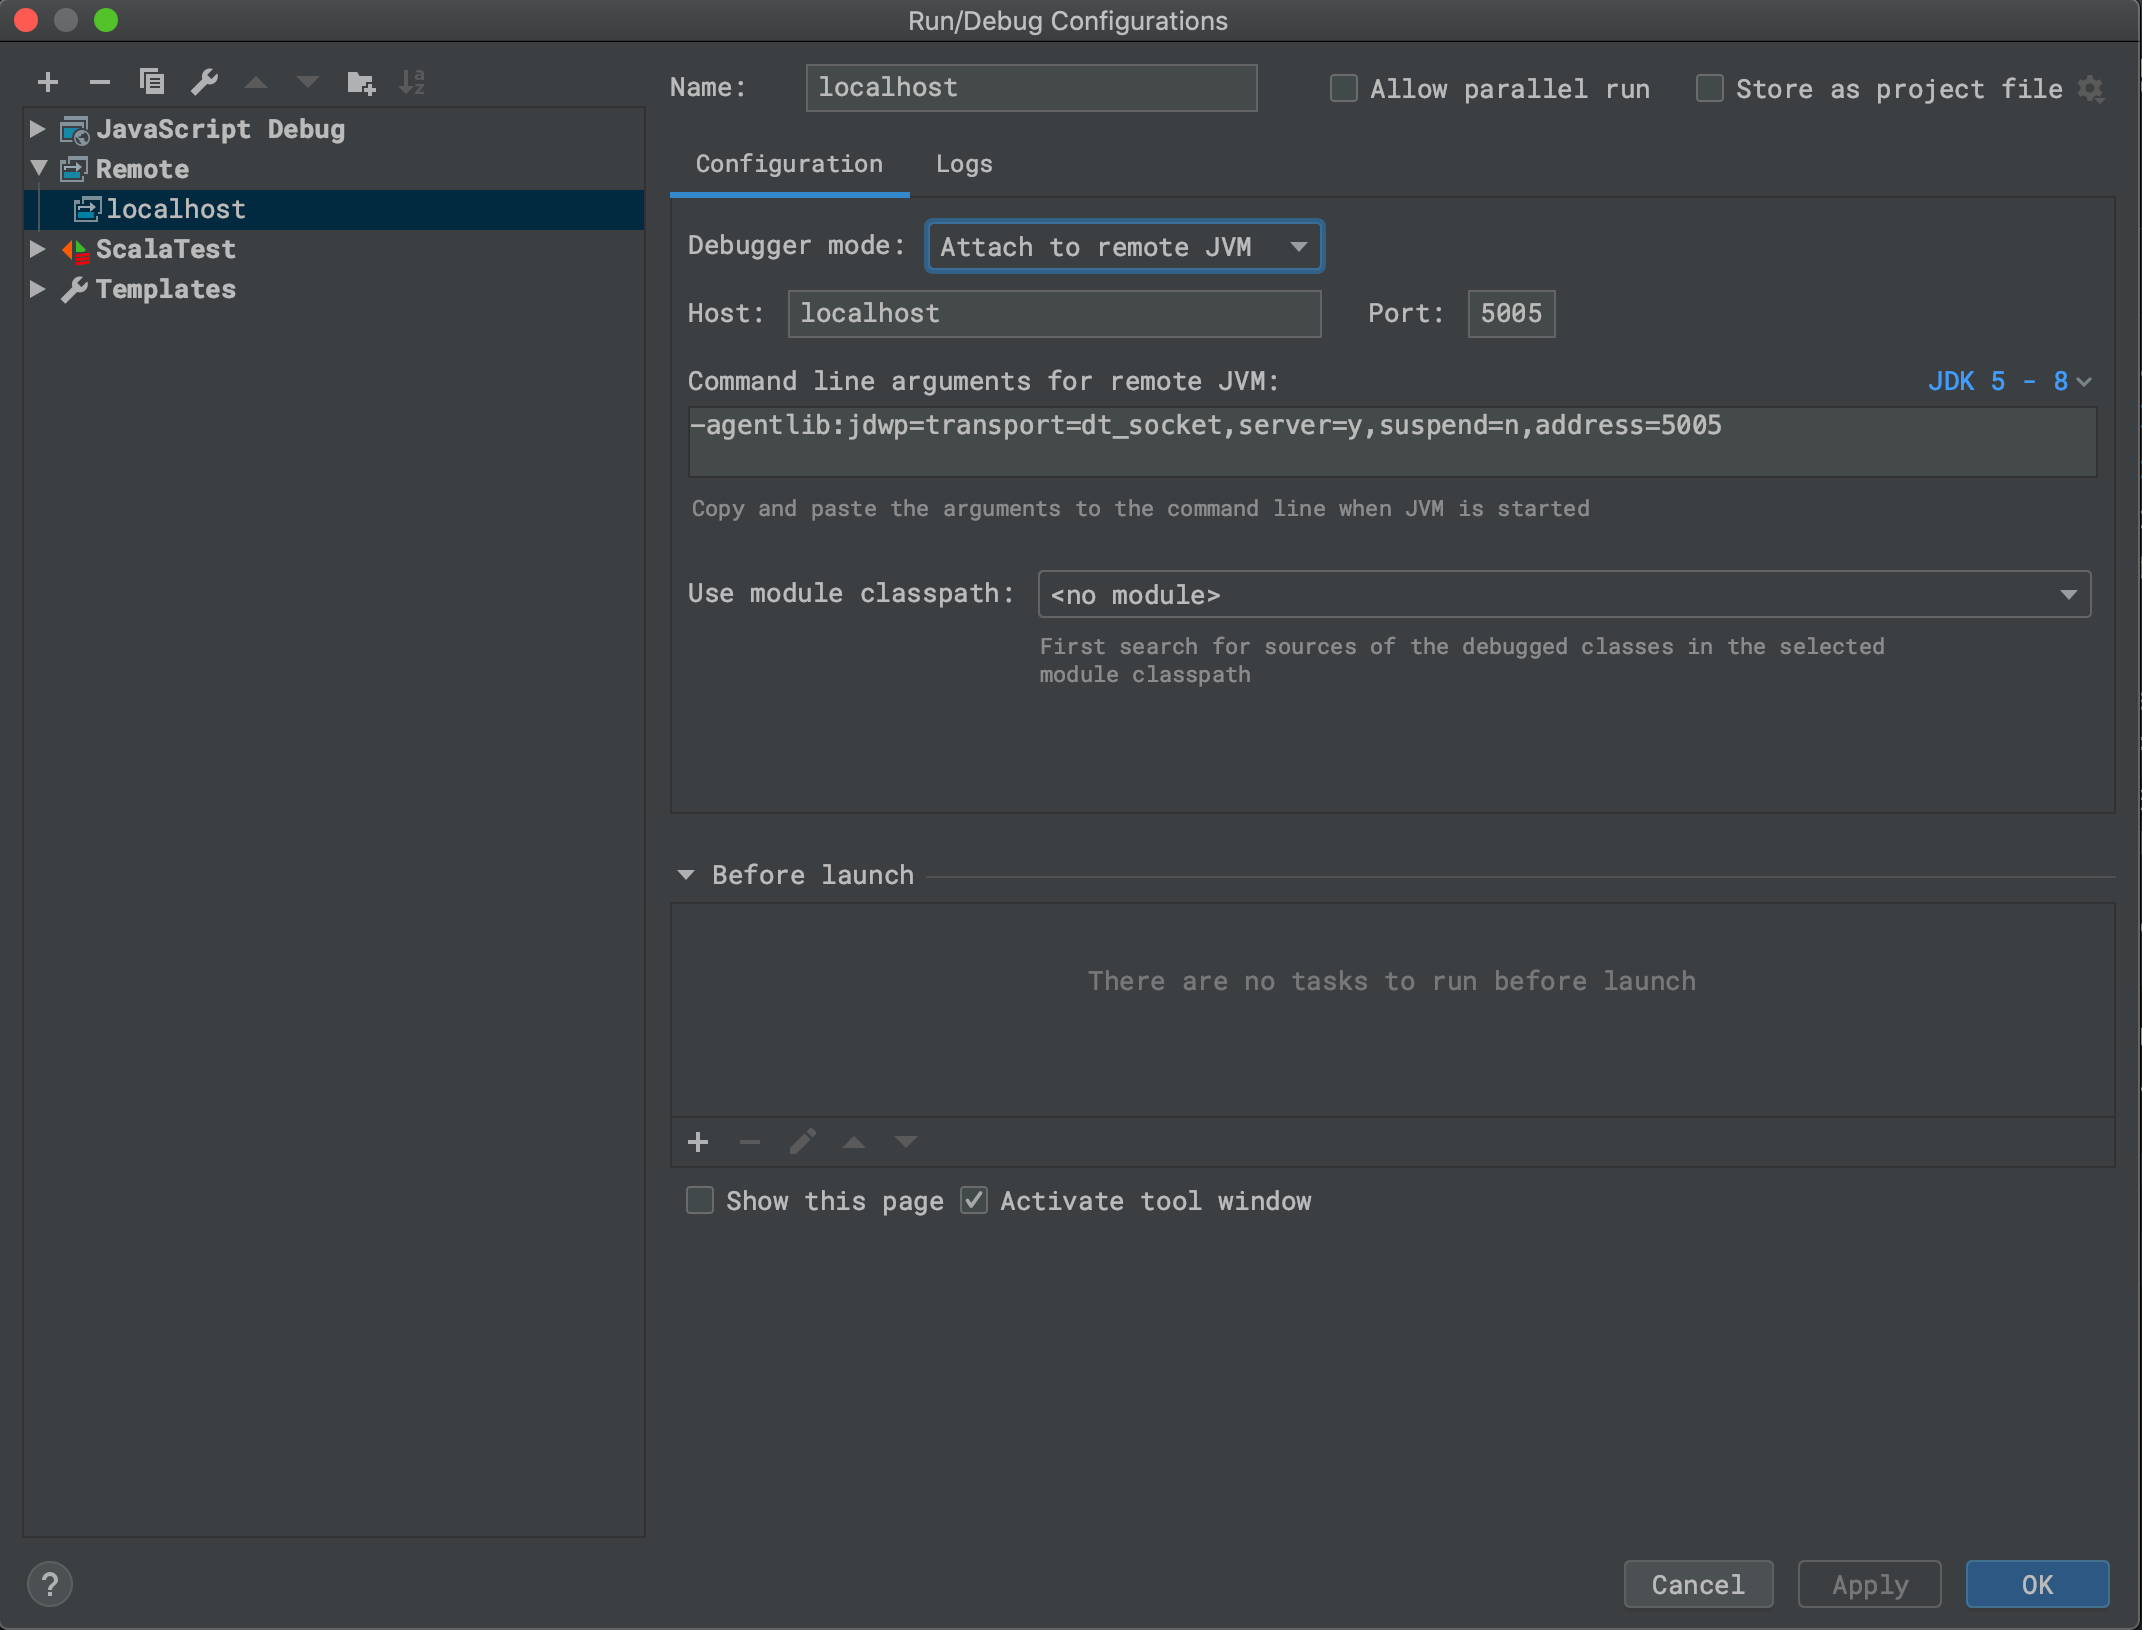 Run/Debug Configurations
JavaScript Debug
Remote
localhost
ScalaTest
Templates
Name: localhost Allow parallel run Store as project file
Configuration Logs
Debugger mode: Attach to remote JVM
Host: localhost Port: 5005
Command line arguments for remote JVM: JDK 5 - 8
-agentlib:jdwp=transport=dt_socket,server=y,suspend=n,address=5005
Copy and paste the arguments to the command line when JVM is started
Use module classpath: <no module>
First search for sources of the debugged classes in the selected
module classpath
Before launch
There are no tasks to run before launch
Show this page Activate tool window
? Cancel Apply OK